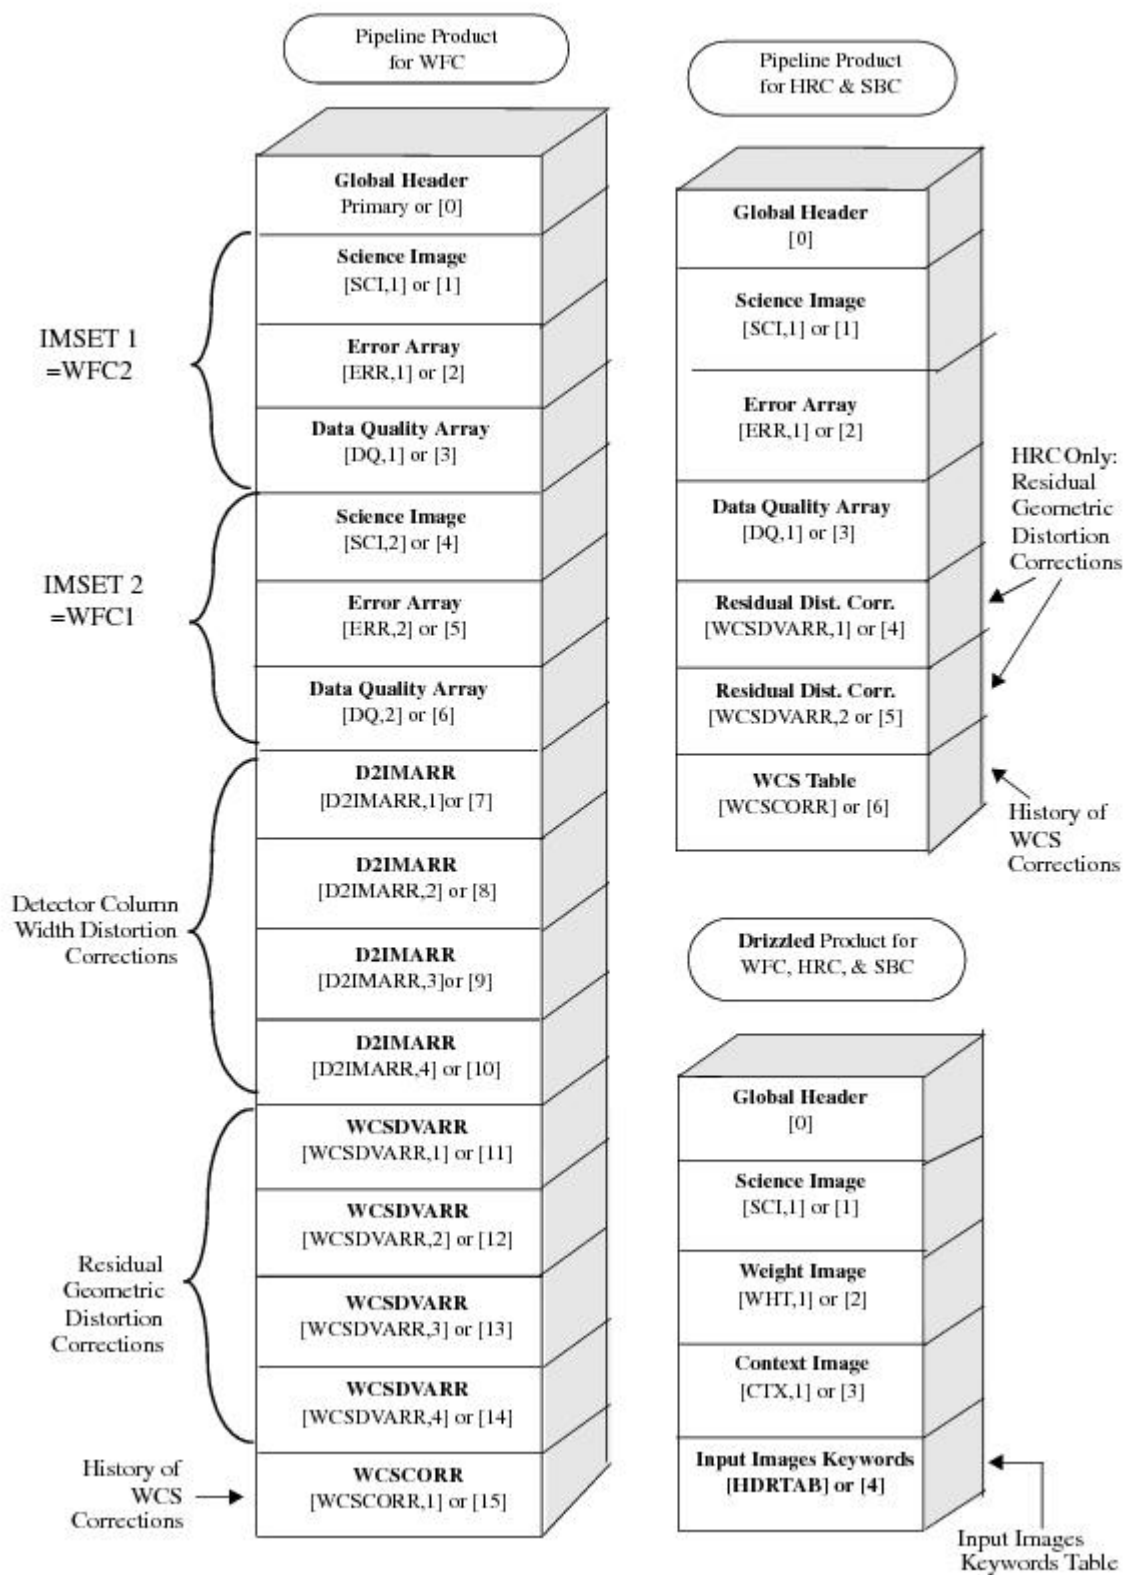 Pipeline Product
for WFC
Global Header
Primary or [0]
Science Image
[SCI,1] or [1]
Error Array
[ERR,1] or [2]
Data Quality Array
[DQ,1] or [3]
Science Image
[SCI,2] or [4]
Error Array
[ERR,2] or [5]
Data Quality Array
[DQ,2] or [6]
D2IMARR
[D2IMARR,1]or [7]
D2IMARR
[D2IMARR,2] or [8]
D2IMARR
[D2IMARR,3]or [9]
D2IMARR
[D2IMARR,4] or [10]
WCSDVARR
[WCSDVARR,1] or [11]
WCSDVARR
[WCSDVARR,2] or [12]
WCSDVARR
[WCSDVARR,3] or [13]
WCSDVARR
[WCSDVARR,4] or [14]
WCSCORR
[WCSCORR,1] or [15]
IMSET 1
=WFC2
IMSET 2
=WFC1
Detector Column
Width Distortion
Corrections
Residual
Geometric
Distortion
Corrections
History of
WCS
Corrections
Pipeline Product
for HRC & SBC
Global Header
[0]
Science Image
[SCI,1] or [1]
Error Array
[ERR,1] or [2]
Data Quality Array
[DQ,1] or [3]
Residual Dist. Corr.
[WCSDVARR,1] or [4]
Residual Dist. Corr.
[WCSDVARR,2 or [5]
WCS Table
[WCSCORR] or [6]
HRC Only:
Residual
Geometric
Distortion
Corrections
History of
WCS
Corrections
Drizzled Product for
WFC, HRC, & SBC
Global Header
[0]
Science Image
[SCI,1] or [1]
Weight Image
[WHT,1] or [2]
Context Image
[CTX,1] or [3]
Input Images Keywords
[HDRTAB] or [4]
Input Images
Keywords Table